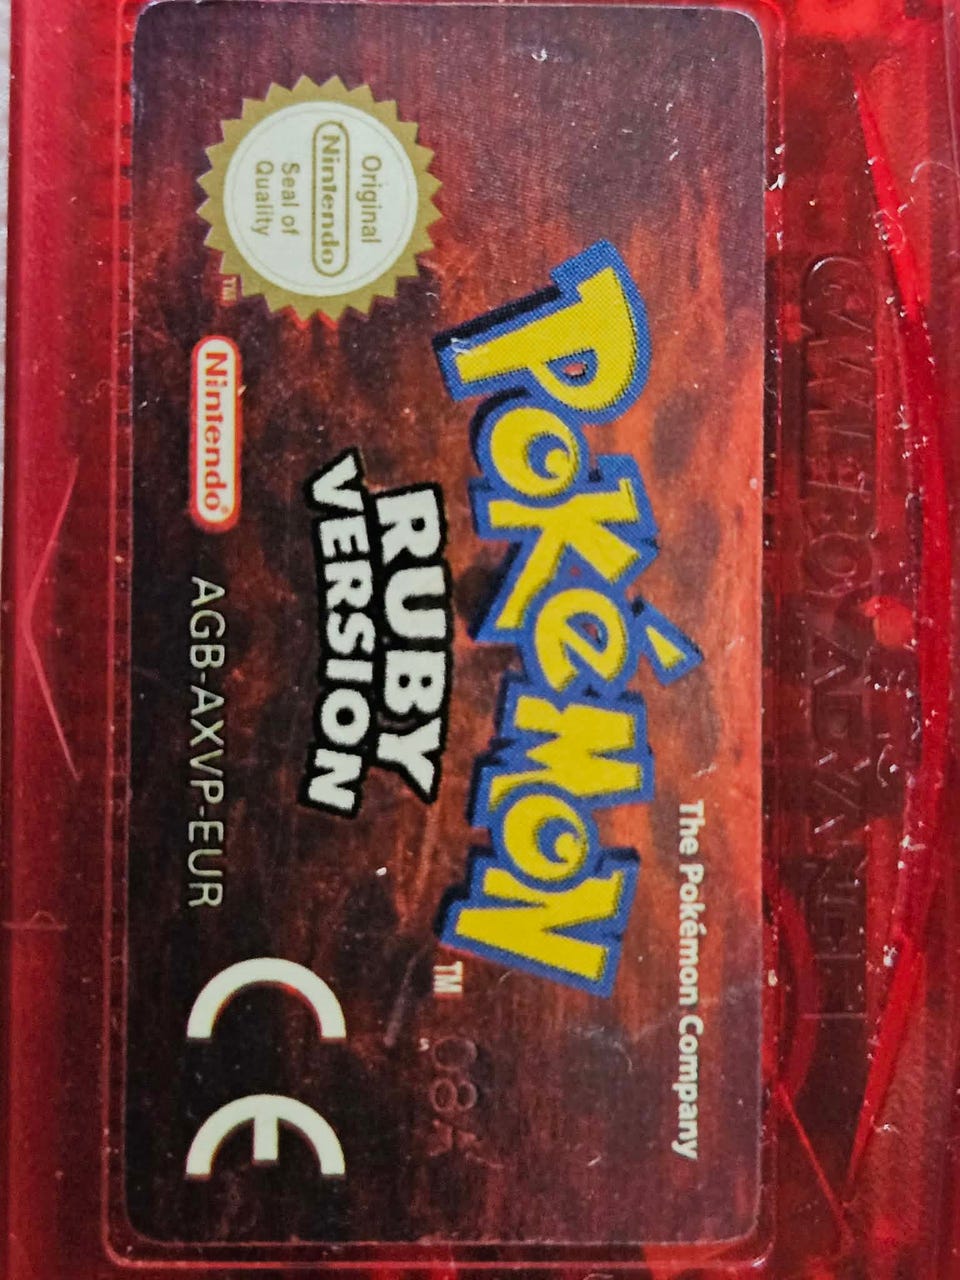 GAME BOY ADVANCE
The Pokémon Company
Pokémon
TM
RUBY
VERSION
08A
Original
Nintendo
Seal of
Quality
TM
Nintendo®
AGB-AXVP-EUR
CE